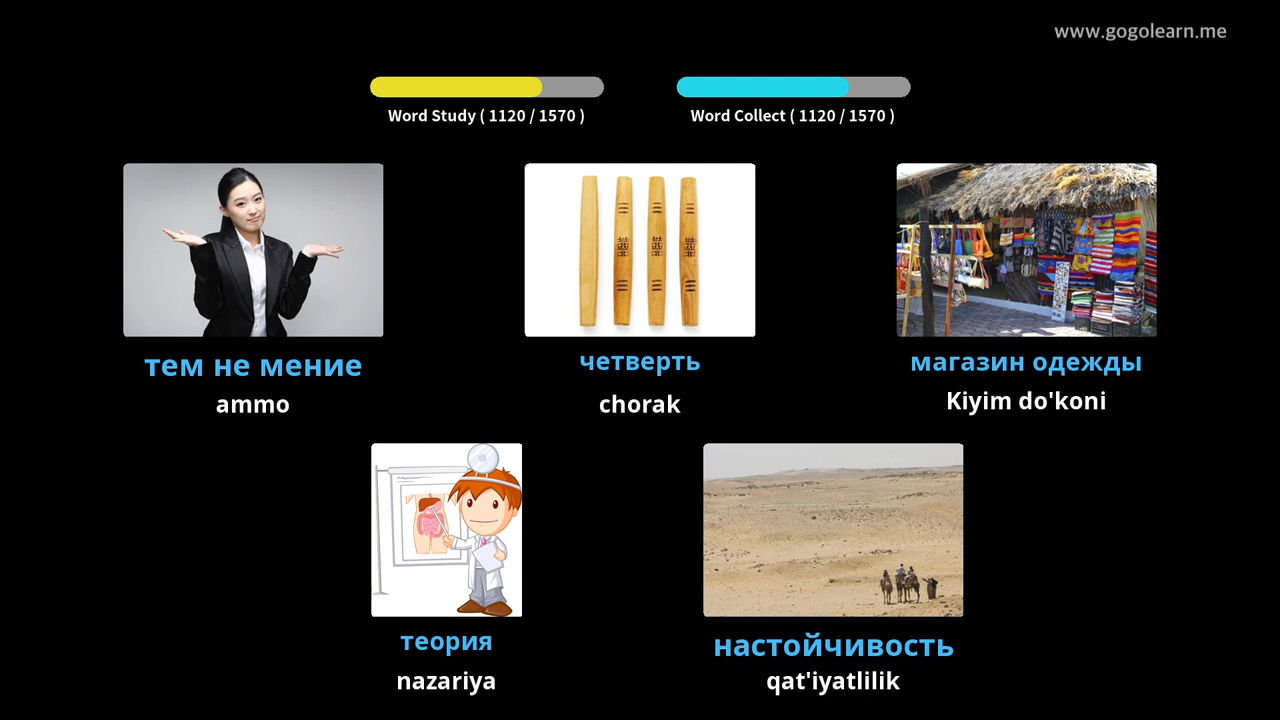 www.gogolearn.me
Word Study ( 1120 / 1570 )
Word Collect ( 1120 / 1570 )
тем не мение
ammo
четверть
chorak
магазин одежды
Kiyim do'koni
теория
nazariya
настойчивость
qat'iyatlilik